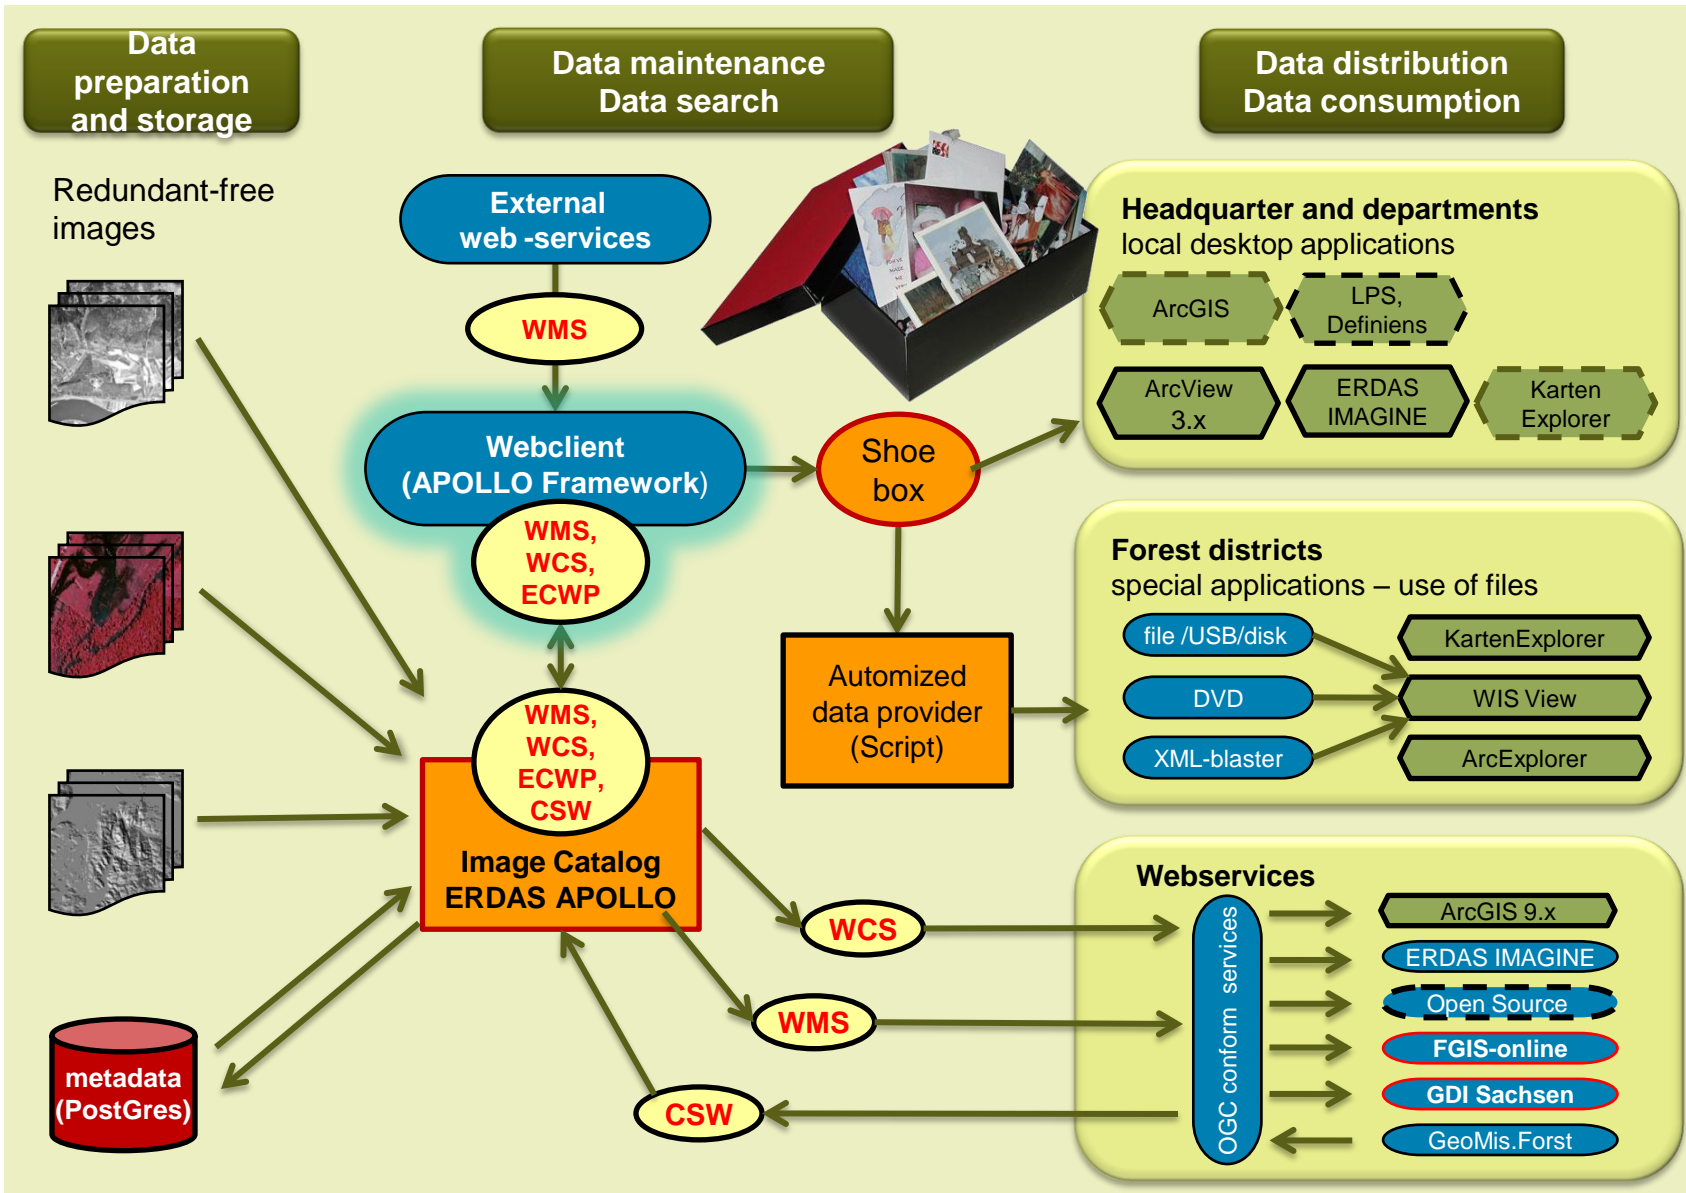 Data
preparation
and storage
Data maintenance
Data search
Data distribution
Data consumption
Redundant-free
images
External
web -services
WMS
Webclient
(APOLLO Framework)
WMS,
WCS,
ECWP
WMS,
WCS,
ECWP,
CSW
Image Catalog
ERDAS APOLLO
metadata
(PostGres)
Shoe
box
Automized
data provider
(Script)
WCS
WMS
CSW
Headquarter and departments
local desktop applications
ArcGIS
LPS,
Definiens
ArcView
3.x
ERDAS
IMAGINE
Karten
Explorer
Forest districts
special applications – use of files
file /USB/disk
DVD
XML-blaster
KartenExplorer
WIS View
ArcExplorer
Webservices
OGC conform services
ArcGIS 9.x
ERDAS IMAGINE
Open Source
FGIS-online
GDI Sachsen
GeoMis.Forst